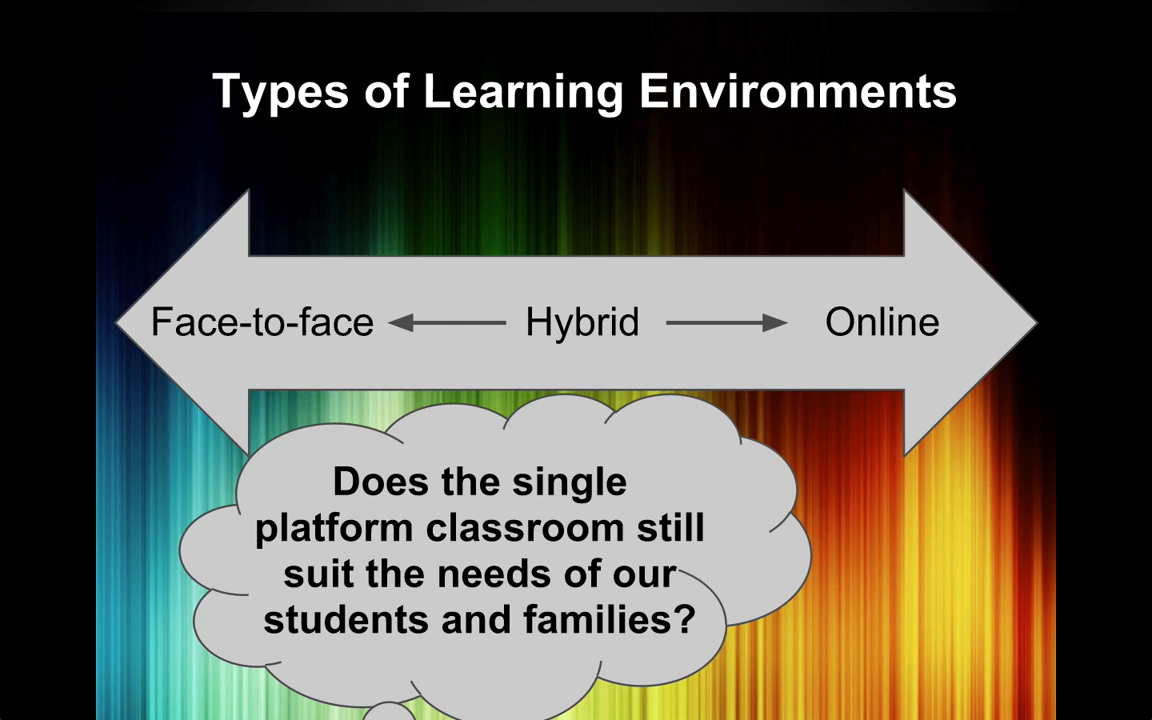 Types of Learning Environments
Face-to-face Hybrid Online
Does the single
platform classroom still
suit the needs of our
students and families?